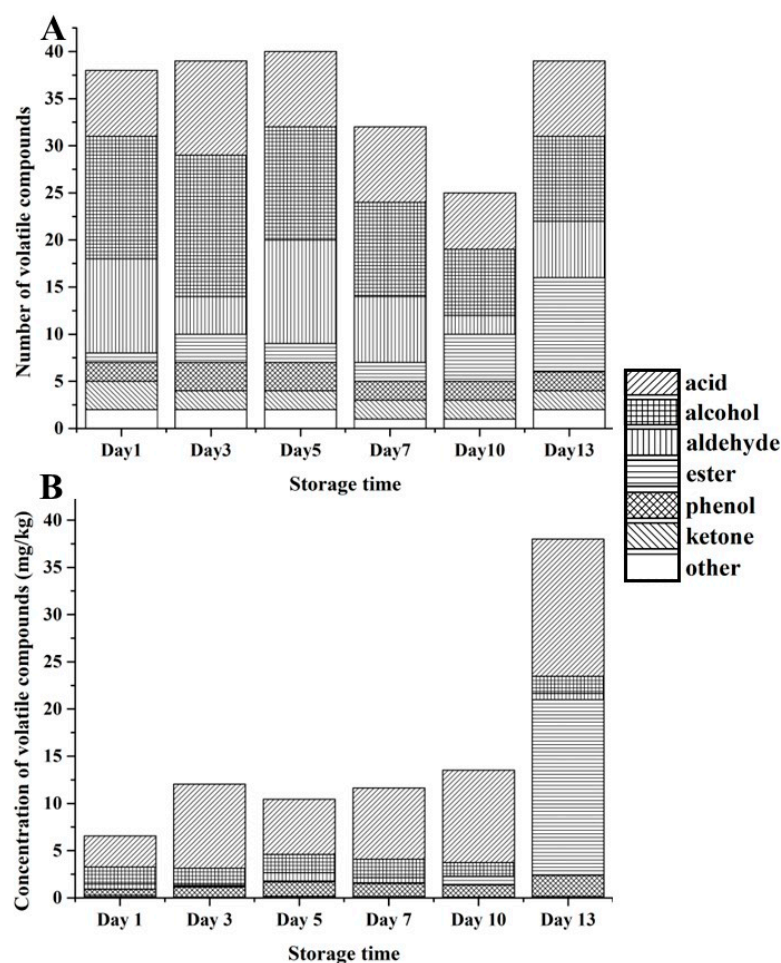 A
Number of volatile compounds
40
35
30
25
20
15
10
5
0
Day1 Day3 Day5 Day7 Day10 Day13
Storage time
acid
alcohol
aldehyde
ester
phenol
ketone
other
B
Concentration of volatile compounds (mg/kg)
40
35
30
25
20
15
10
5
0
Day 1 Day 3 Day 5 Day 7 Day 10 Day 13
Storage time